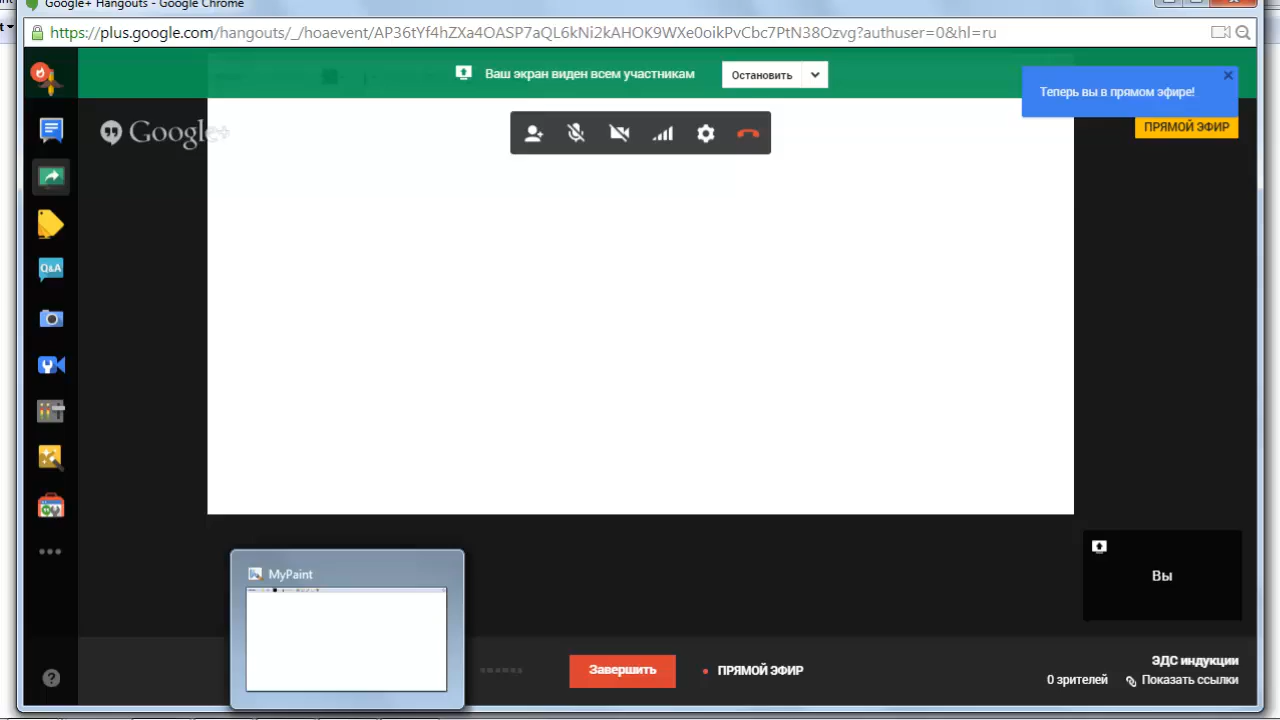 Google+ Hangouts - Google Chrome
https://plus.google.com/hangouts/_/hoaevent/AP36tYf4hZXa4OASP7aQL6kNi2kAHOK9WXe0oikPvCbc7PtN38Ozvg?authuser=0&hl=ru
Ваш экран виден всем участникам
Остановить
Теперь вы в прямом эфире!
ПРЯМОЙ ЭФИР
Google+
Q&A
MyPaint
Вы
Завершить
ПРЯМОЙ ЭФИР
ЭДС индукции
0 зрителей
Показать ссылки